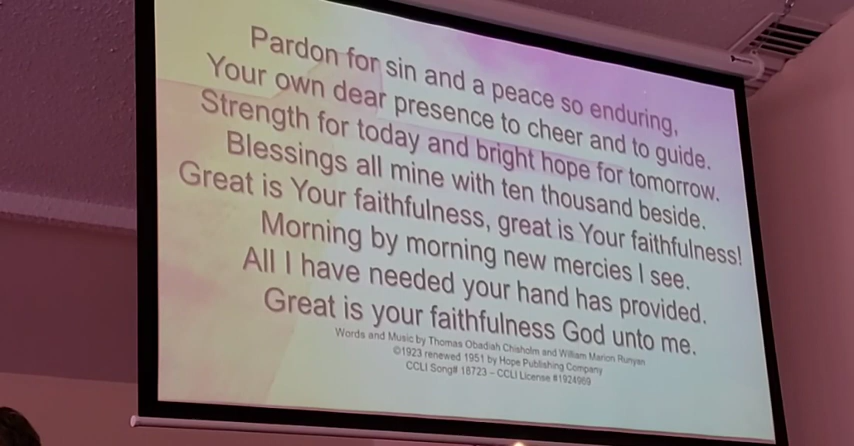 Pardon for sin and a peace so enduring,
Your own dear presence to cheer and to guide.
Strength for today and bright hope for tomorrow.
Blessings all mine with ten thousand beside.
Great is Your faithfulness, great is Your faithfulness!
Morning by morning new mercies I see.
All I have needed your hand has provided.
Great is your faithfulness God unto me.
Words and Music by Thomas Obadiah Chisholm and William Marion Runyan
©1923 renewed 1951 by Hope Publishing Company
CCLI Song# 18723 – CCLI License #1924969